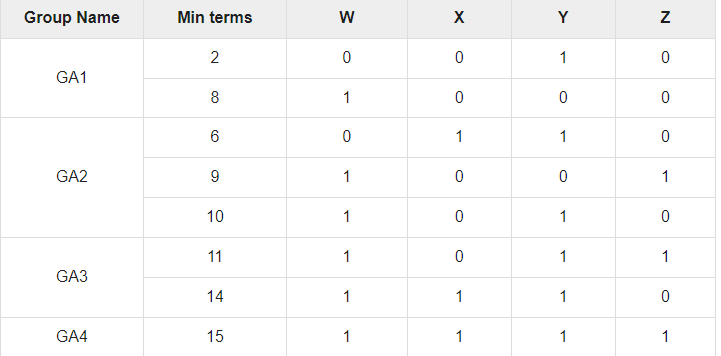 Group Name Min terms W X Y Z
GA1
2 0 0 1 0
8 1 0 0 0
GA2
6 0 1 1 0
9 1 0 0 1
10 1 0 1 0
GA3
11 1 0 1 1
14 1 1 1 0
GA4 15 1 1 1 1